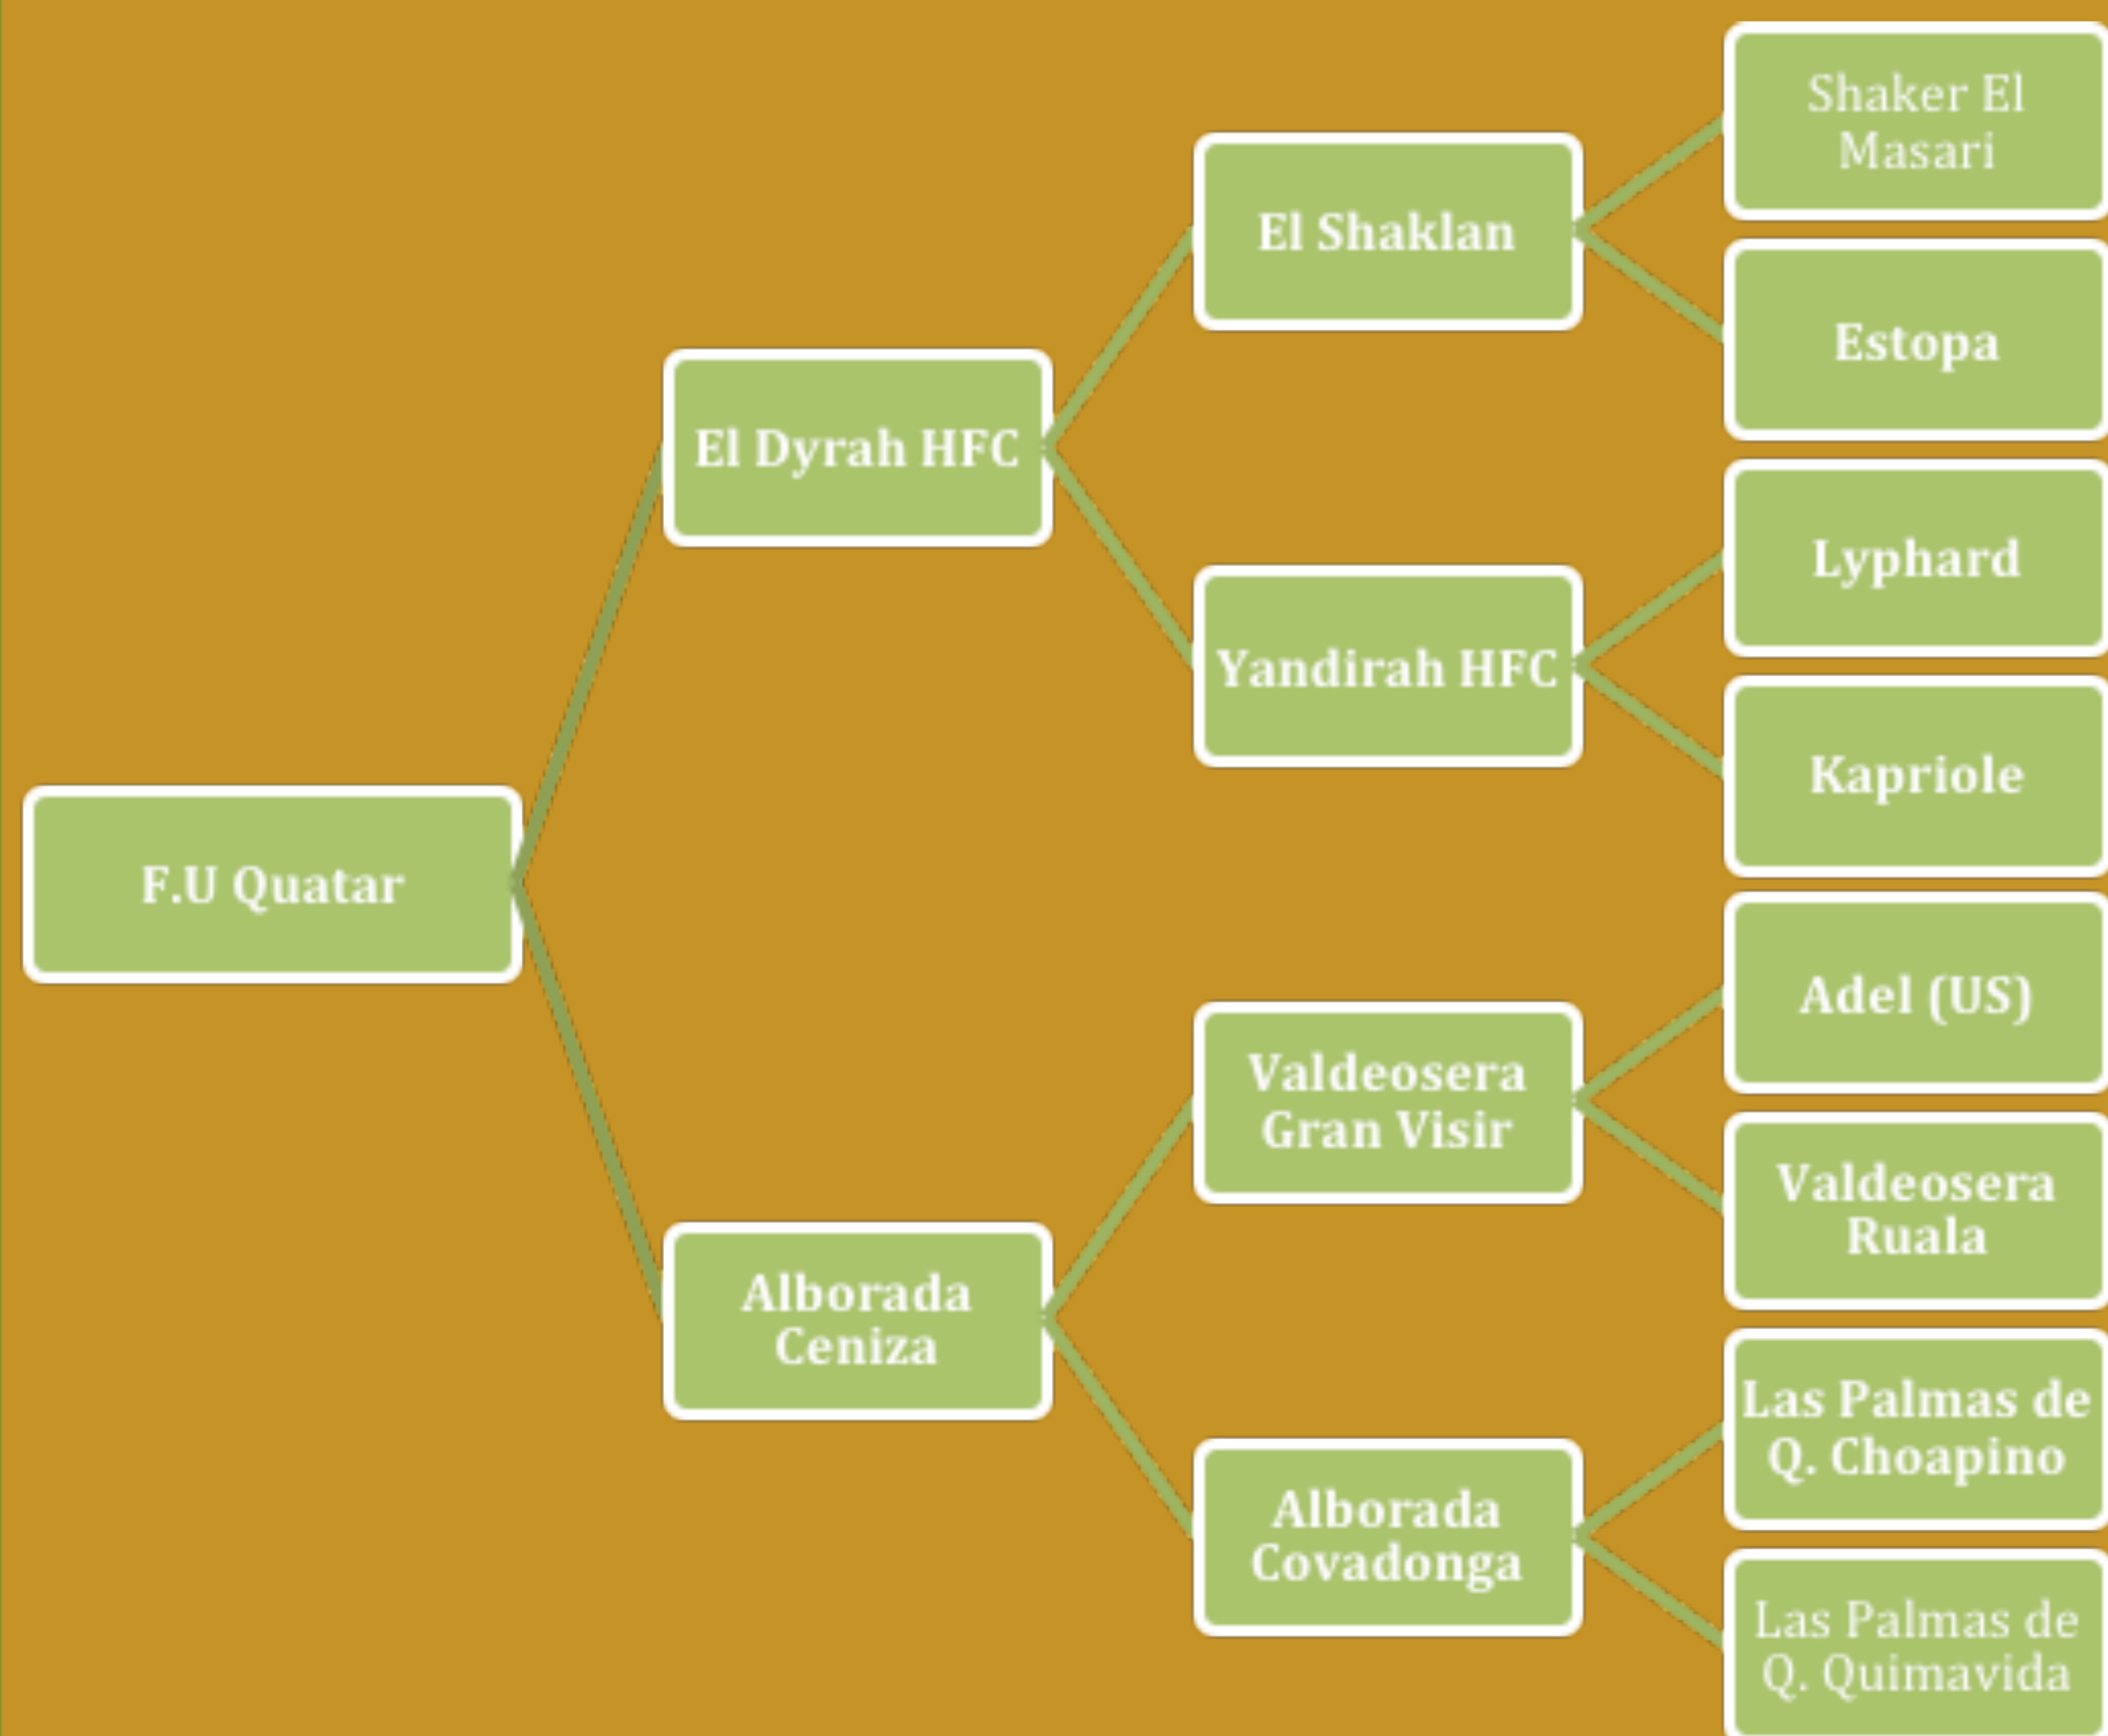 F.U Quatar
El Dyrah HFC
Alborada
Ceniza
El Shaklan
Yandirah HFC
Valdeosera
Gran Visir
Alborada
Covadonga
Shaker El
Masari
Estopa
Lyphard
Kapriole
Adel (US)
Valdeosera
Ruala
Las Palmas de
Q. Choapino
Las Palmas de
Q. Quimavida